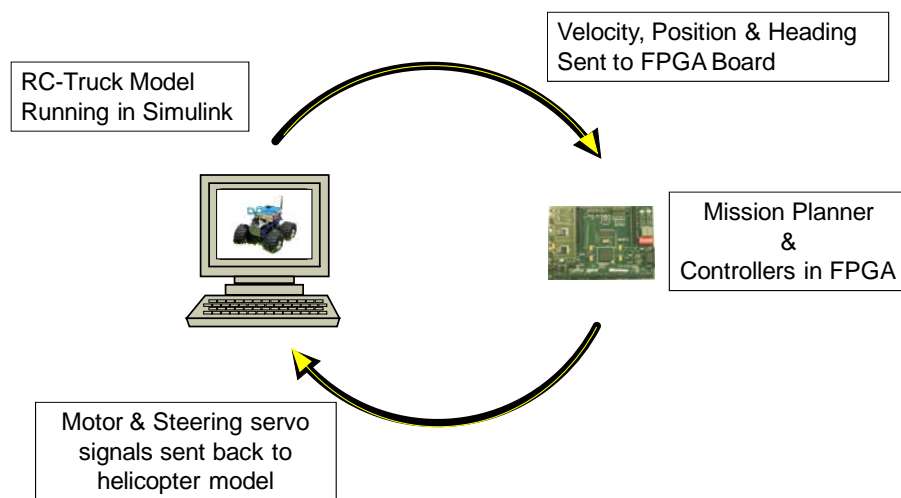 Velocity, Position & Heading
Sent to FPGA Board
RC-Truck Model
Running in Simulink
Mission Planner
&
Controllers in FPGA
Motor & Steering servo
signals sent back to
helicopter model